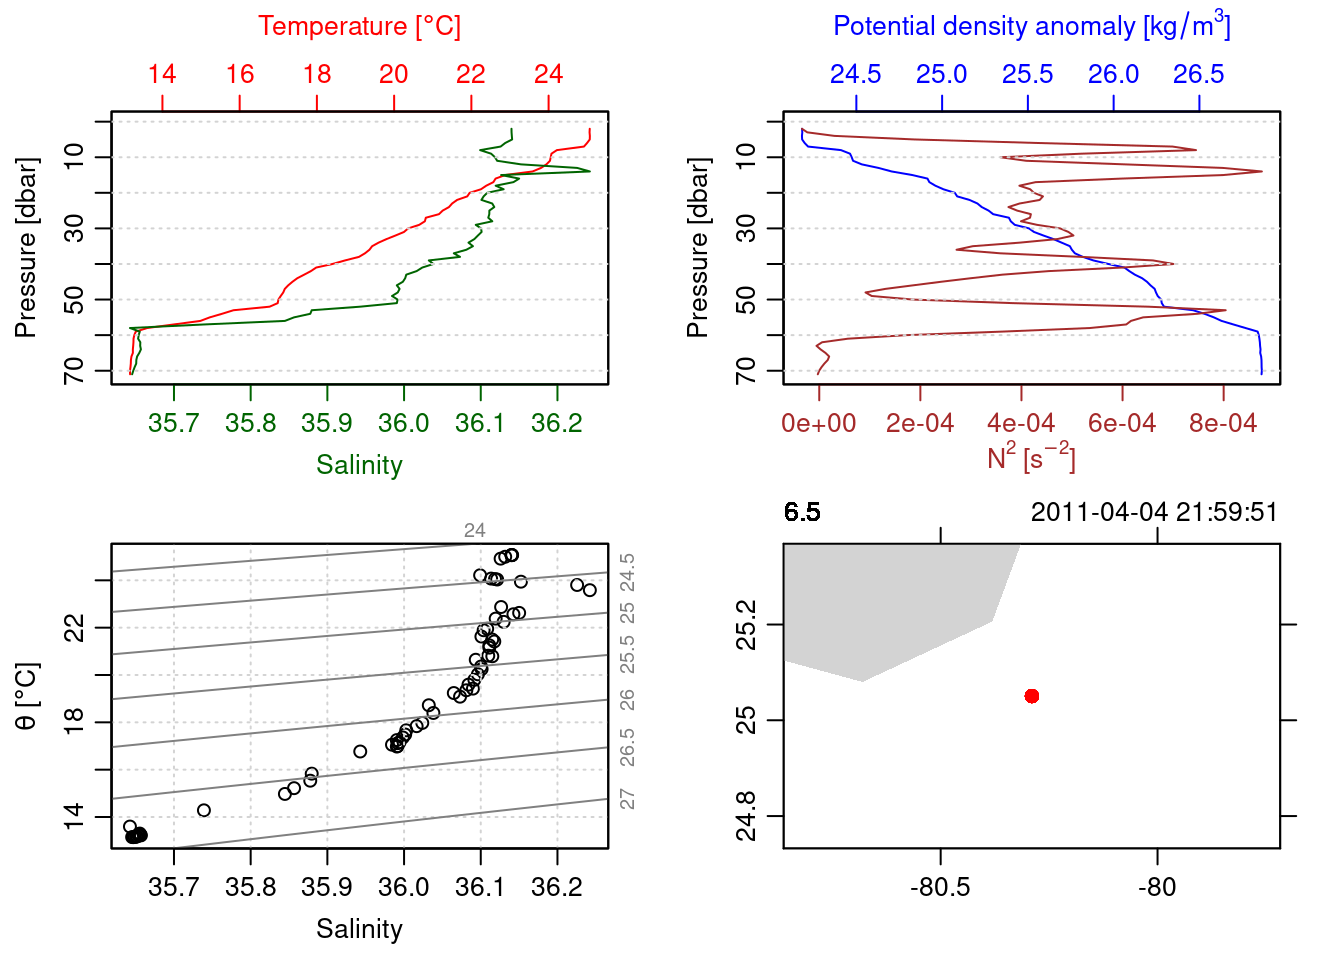 Temperature [°C]
14 16 18 20 22 24
Pressure [dbar]
10 30 50 70
35.7 35.8 35.9 36.0 36.1 36.2
Salinity
Potential density anomaly [kg/m³]
24.5 25.0 25.5 26.0 26.5
Pressure [dbar]
10 30 50 70
0e+00 2e-04 4e-04 6e-04 8e-04
N² [s⁻²]
24
24.5
25
25.5
26
26.5
27
θ [°C]
22
18
14
35.7 35.8 35.9 36.0 36.1 36.2
Salinity
6.5 2011-04-04 21:59:51
25.2
25
24.8
-80.5 -80